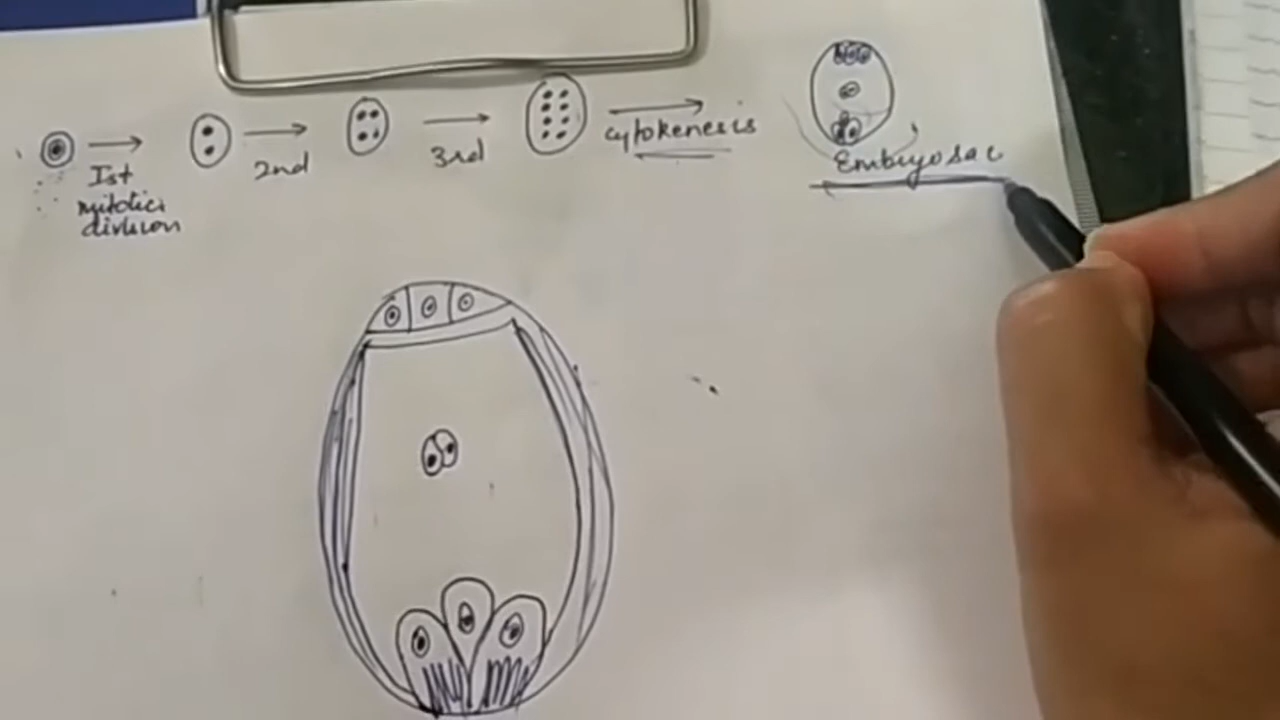 Ist
mitotic
division
2nd
3rd
cytokenesis
Embryosac